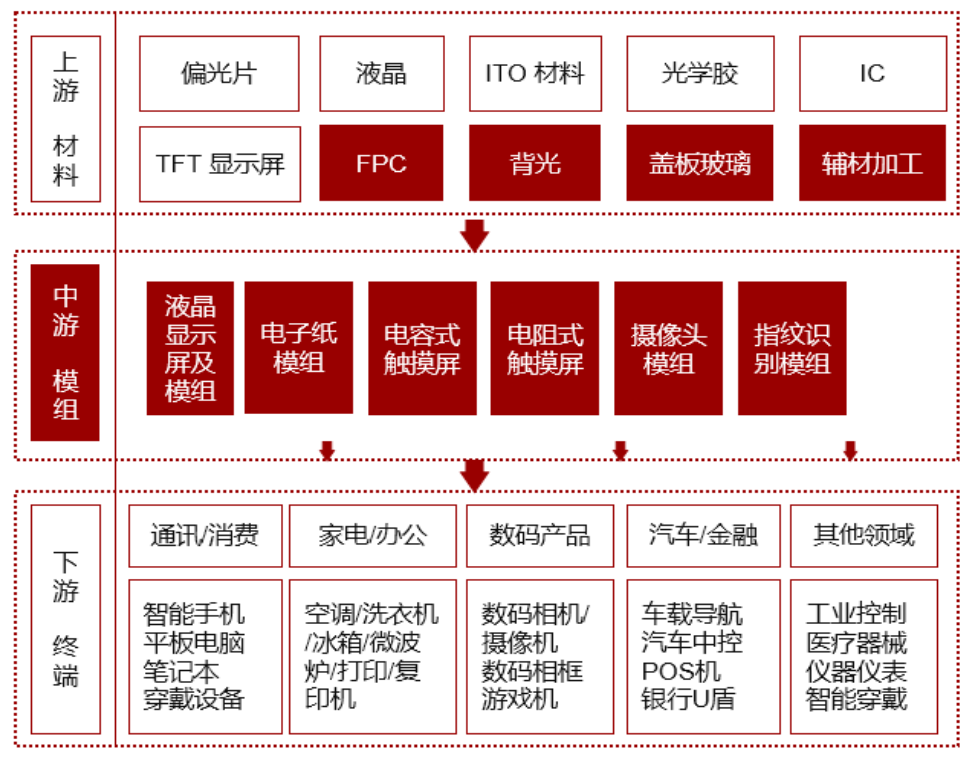 上
游
材
料
偏光片
液晶
ITO 材料
光学胶
IC
TFT 显示屏
FPC
背光
盖板玻璃
辅材加工
中
游
模
组
液晶
显示
屏及
模组
电子纸
模组
电容式
触摸屏
电阻式
触摸屏
摄像头
模组
指纹识
别模组
下
游
终
端
通讯/消费
家电/办公
数码产品
汽车/金融
其他领域
智能手机
平板电脑
笔记本
穿戴设备
空调/洗衣机
/冰箱/微波
炉/打印/复
印机
数码相机/
摄像机
数码相框
游戏机
车载导航
汽车中控
POS机
银行U盾
工业控制
医疗器械
仪器仪表
智能穿戴